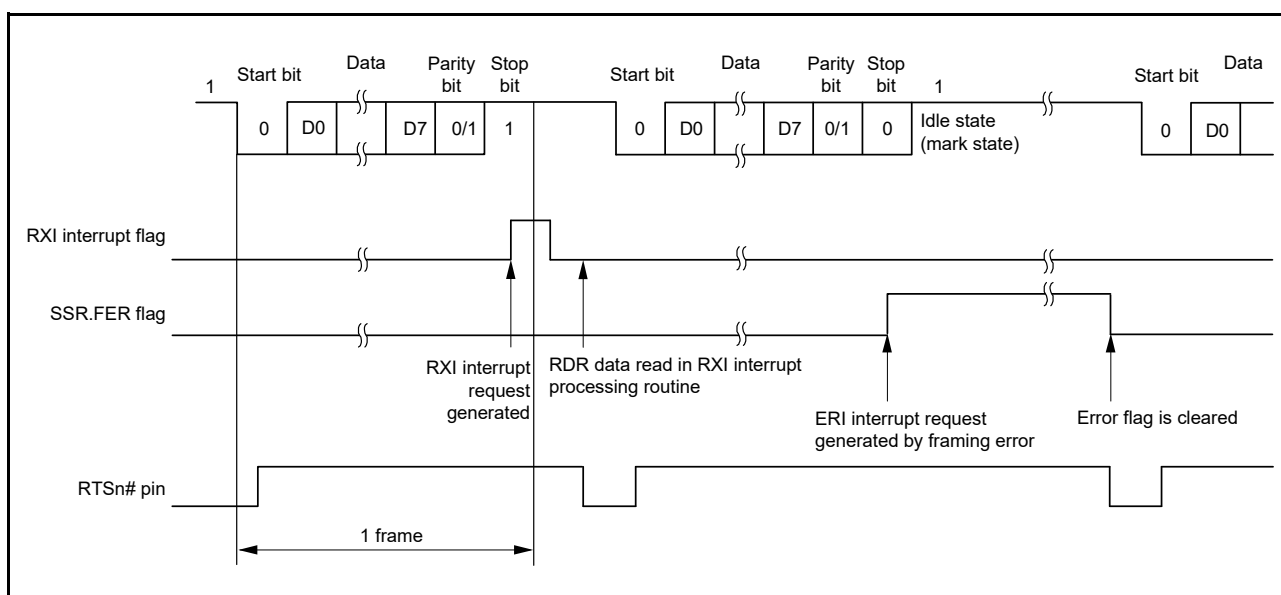 1
Start bit
Data
Parity
bit
Stop
bit
Start bit
Data
Parity
bit
Stop
bit
1
Start bit
Data
0
D0
D7
0/1
1
0
D0
D7
0/1
0
Idle state
(mark state)
0
D0
RXI interrupt flag
SSR.FER flag
RXI interrupt
request
generated
RDR data read in RXI interrupt
processing routine
ERI interrupt request
generated by framing error
Error flag is cleared
RTSn# pin
1 frame